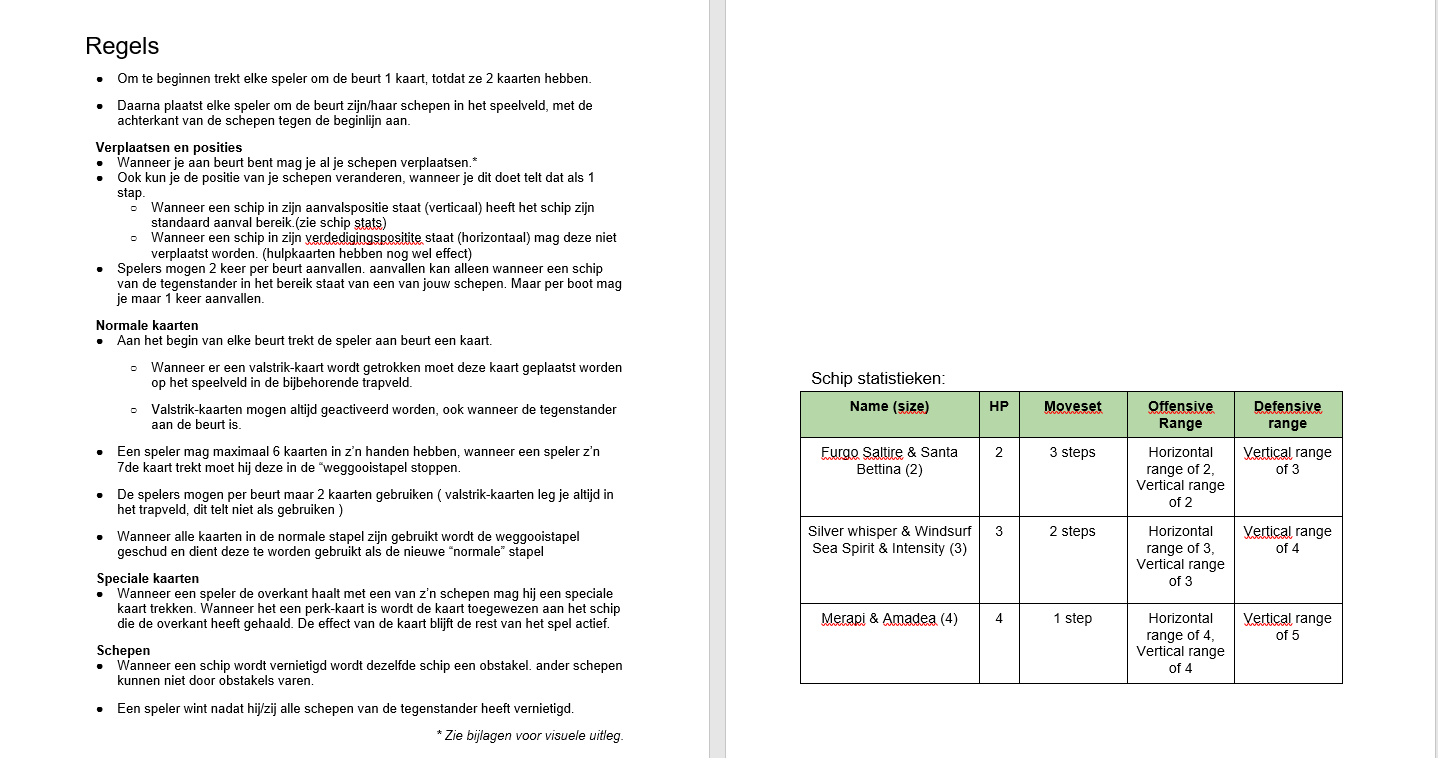 Regels
● Om te beginnen trekt elke speler om de beurt 1 kaart, totdat ze 2 kaarten hebben.
● Daarna plaatst elke speler om de beurt zijn/haar schepen in het speelveld, met de
achterkant van de schepen tegen de beginlijn aan.
Verplaatsen en posities
● Wanneer je aan beurt bent mag je al je schepen verplaatsen.*
● Ook kun je de positie van je schepen veranderen, wanneer je dit doet telt dat als 1
stap.
○ Wanneer een schip in zijn aanvalspositie staat (verticaal) heeft het schip zijn
standaard aanval bereik.(zie schip stats)
○ Wanneer een schip in zijn verdedigingspositite staat (horizontaal) mag deze niet
verplaatst worden. (hulpkaarten hebben nog wel effect)
● Spelers mogen 2 keer per beurt aanvallen. aanvallen kan alleen wanneer een schip
van de tegenstander in het bereik staat van een van jouw schepen. Maar per boot mag
je maar 1 keer aanvallen.
Normale kaarten
● Aan het begin van elke beurt trekt de speler aan beurt een kaart.
○ Wanneer er een valstrik-kaart wordt getrokken moet deze kaart geplaatst worden
op het speelveld in de bijbehorende trapveld.
○ Valstrik-kaarten mogen altijd geactiveerd worden, ook wanneer de tegenstander
aan de beurt is.
● Een speler mag maximaal 6 kaarten in z’n handen hebben, wanneer een speler z’n
7de kaart trekt moet hij deze in de “weggooistapel stoppen.
● De spelers mogen per beurt maar 2 kaarten gebruiken ( valstrik-kaarten leg je altijd in
het trapveld, dit telt niet als gebruiken )
● Wanneer alle kaarten in de normale stapel zijn gebruikt wordt de weggooistapel
geschud en dient deze te worden gebruikt als de nieuwe “normale” stapel
Speciale kaarten
● Wanneer een speler de overkant haalt met een van z’n schepen mag hij een speciale
kaart trekken. Wanneer het een perk-kaart is wordt de kaart toegewezen aan het schip
die de overkant heeft gehaald. De effect van de kaart blijft de rest van het spel actief.
Schepen
● Wanneer een schip wordt vernietigd wordt dezelfde schip een obstakel. ander schepen
kunnen niet door obstakels varen.
● Een speler wint nadat hij/zij alle schepen van de tegenstander heeft vernietigd.
* Zie bijlagen voor visuele uitleg.
Schip statistieken:
Name (size) HP Moveset Offensive Defensive
Range range
Furgo Saltire & Santa 2 3 steps Horizontal Vertical range
Bettina (2) range of 2, of 3
Vertical range
of 2
Silver whisper & Windsurf 3 2 steps Horizontal Vertical range
Sea Spirit & Intensity (3) range of 3, of 4
Vertical range
of 3
Merapi & Amadea (4) 4 1 step Horizontal Vertical range
range of 4, of 5
Vertical range
of 4